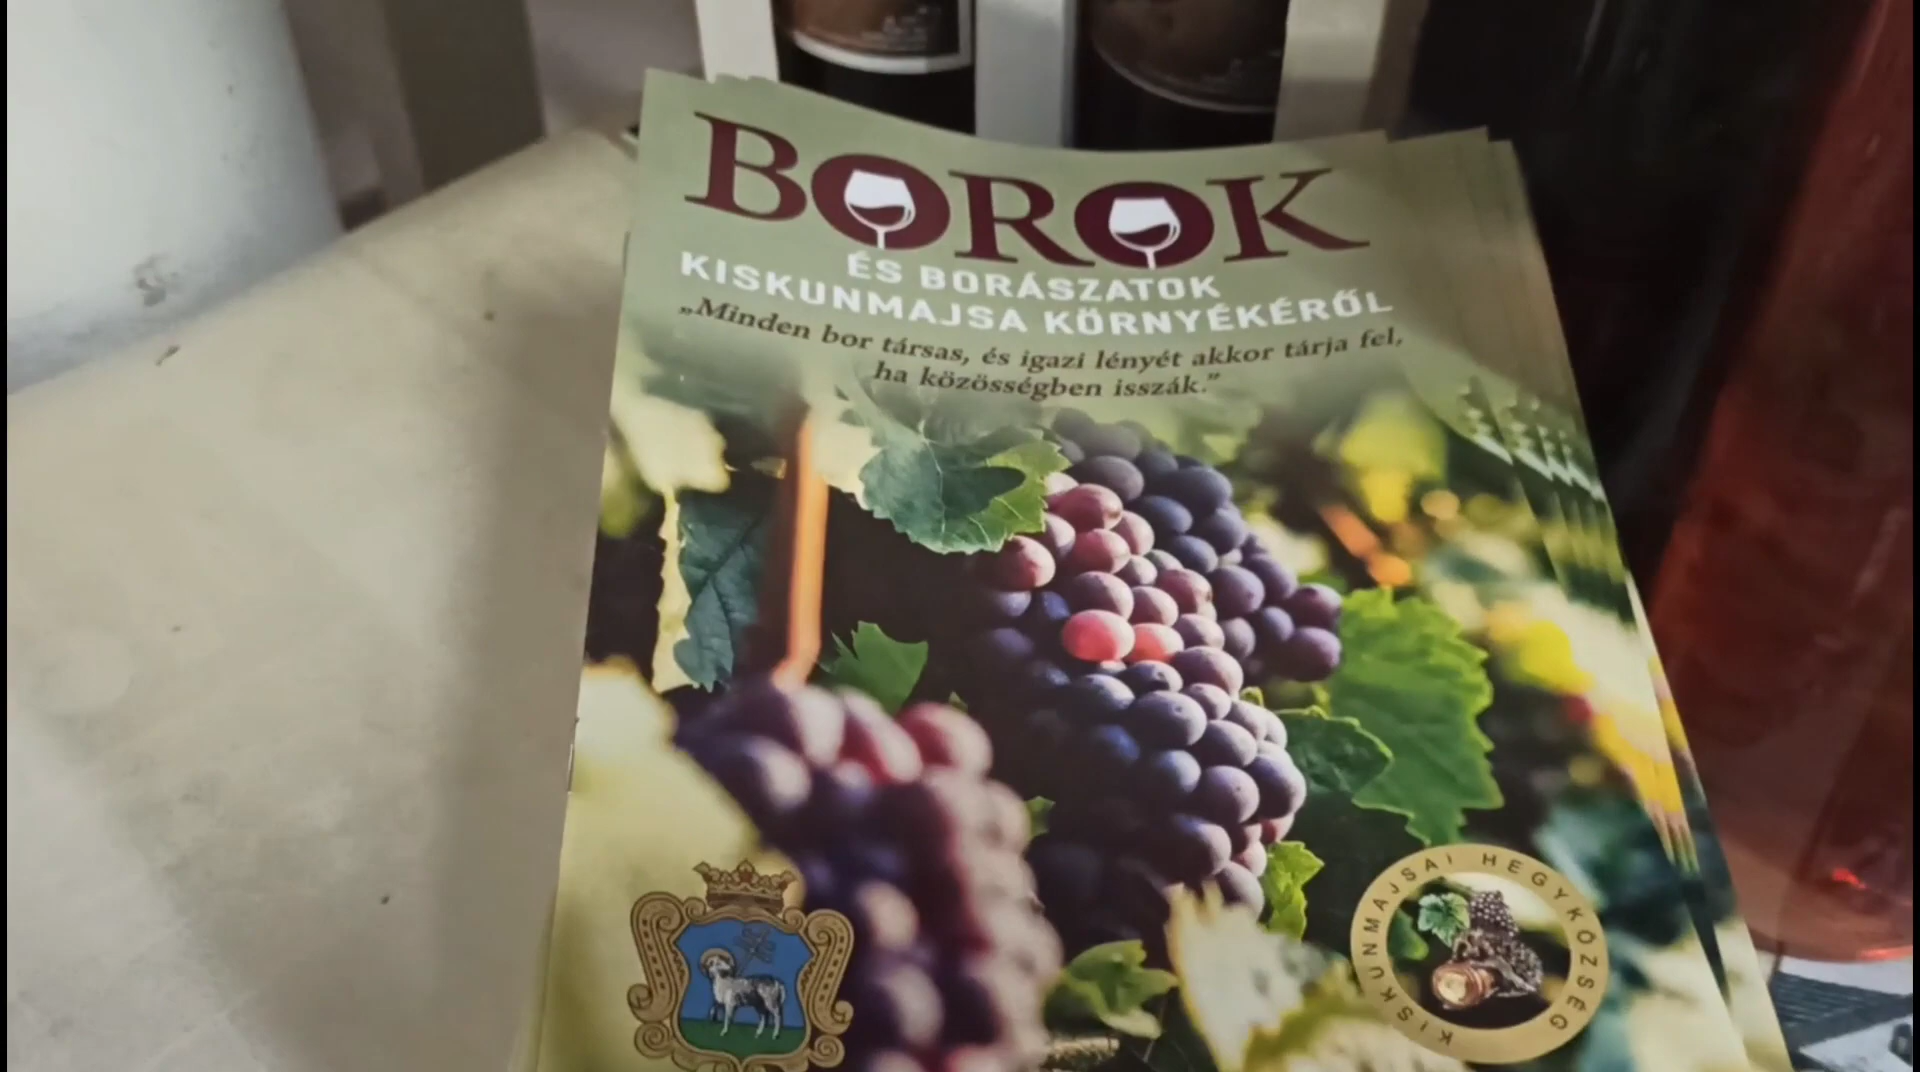 BOROK
ÉS BORÁSZATOK
KISKUNMAJSA KÖRNYÉKÉRŐL
„Minden bor társas, és igazi lényét akkor tárja fel,
ha közösségben isszák.”
KISKUNMAJSAI HEGYKÖZSÉG